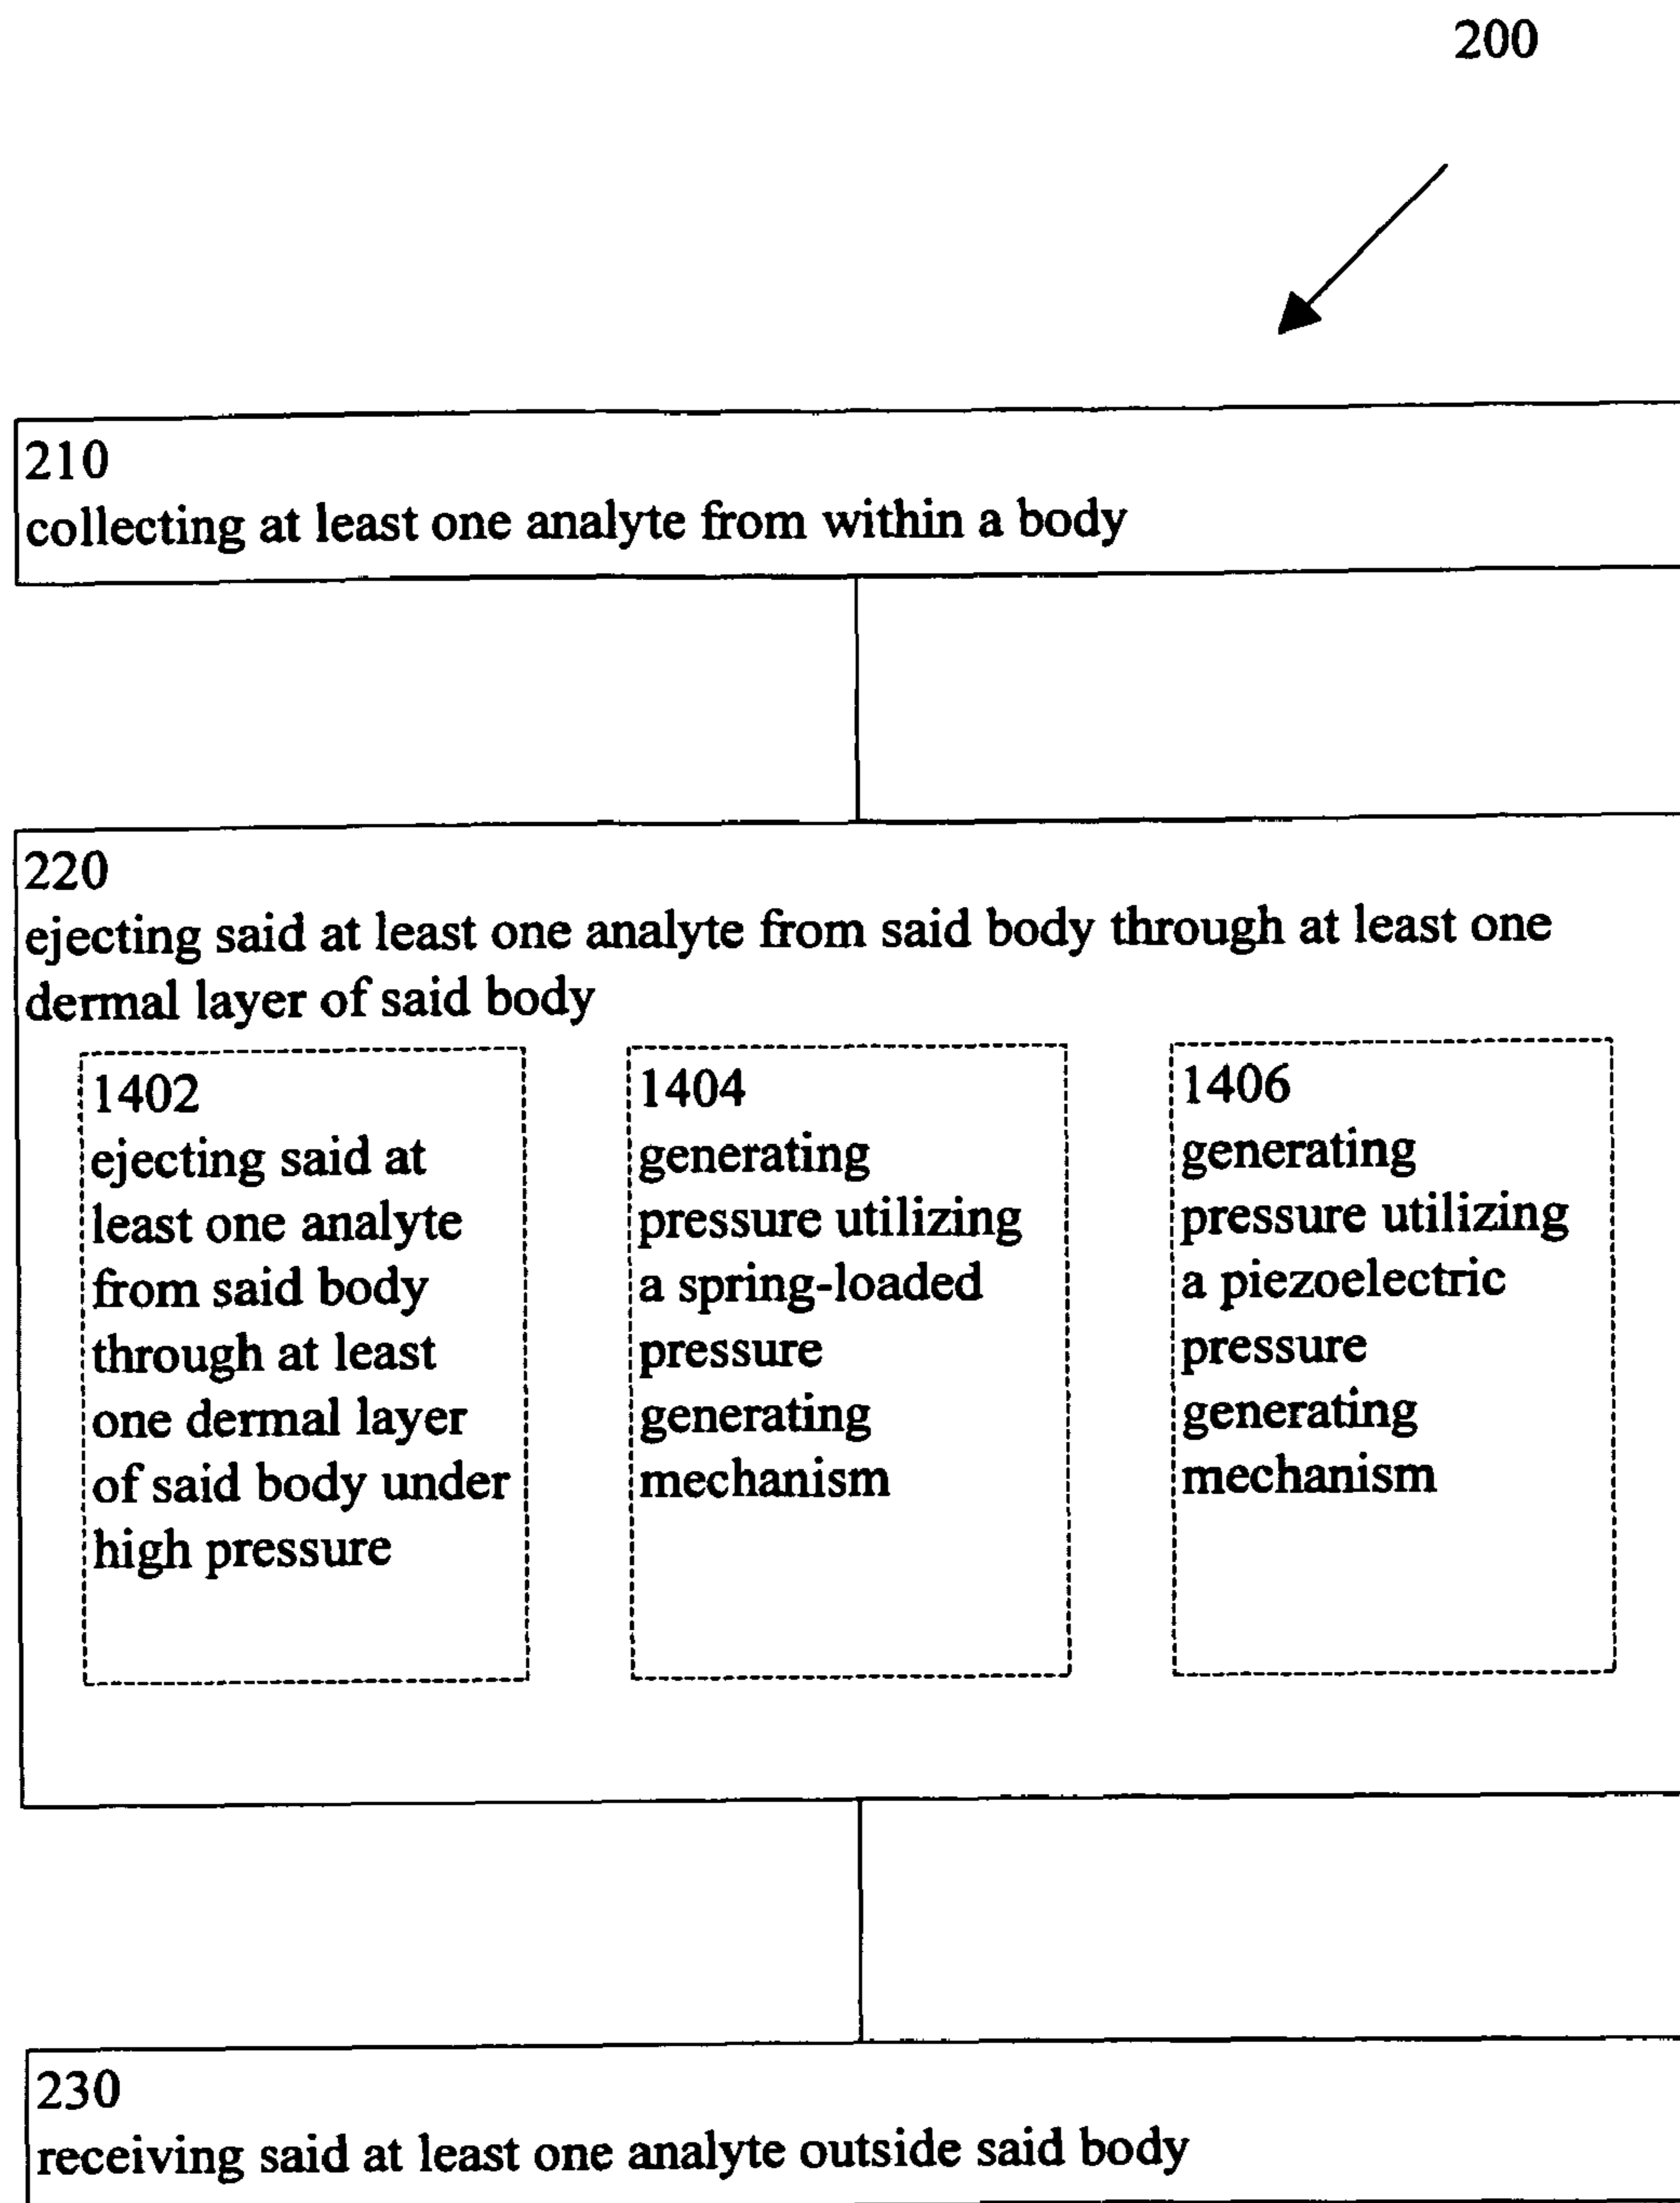 200
210
collecting at least one analyte from within a body
220
ejecting said at least one analyte from said body through at least one
dermal layer of said body
1402
ejecting said at
least one analyte
from said body
through at least
one dermal layer
of said body under
high pressure
1404
generating
pressure utilizing
a spring-loaded
pressure
generating
mechanism
1406
generating
pressure utilizing
a piezoelectric
pressure
generating
mechanism
230
receiving said at least one analyte outside said body